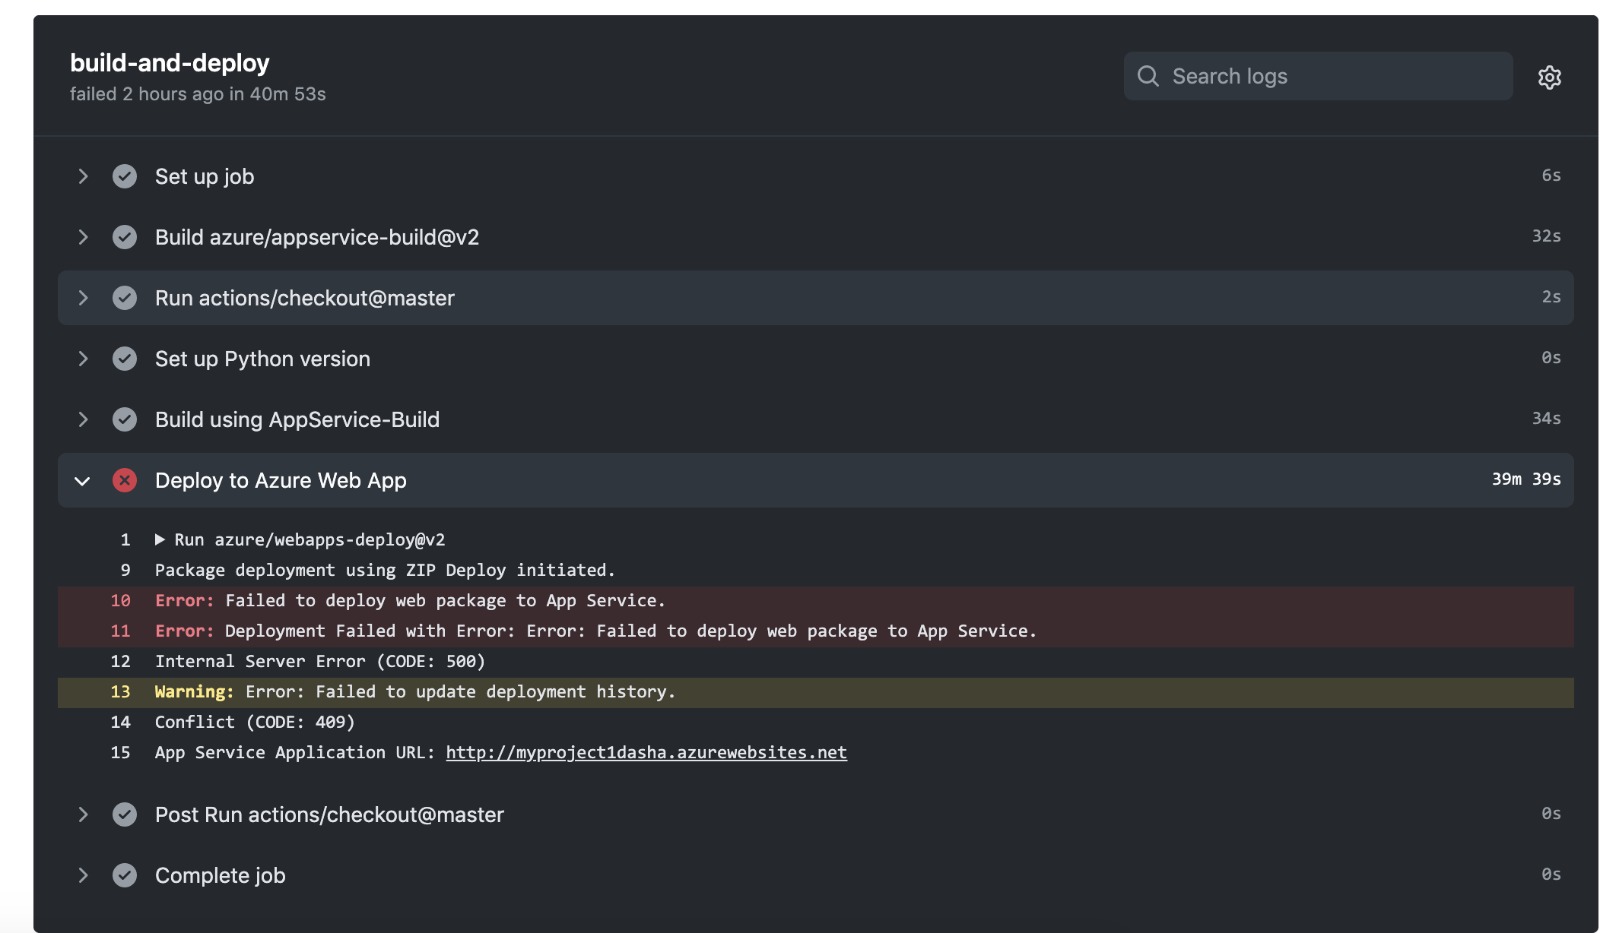 build-and-deploy
failed 2 hours ago in 40m 53s
Search logs
Set up job 6s
Build azure/appservice-build@v2 32s
Run actions/checkout@master 2s
Set up Python version 0s
Build using AppService-Build 34s
Deploy to Azure Web App 39m 39s
1 Run azure/webapps-deploy@v2
9 Package deployment using ZIP Deploy initiated.
10 Error: Failed to deploy web package to App Service.
11 Error: Deployment Failed with Error: Error: Failed to deploy web package to App Service.
12 Internal Server Error (CODE: 500)
13 Warning: Error: Failed to update deployment history.
14 Conflict (CODE: 409)
15 App Service Application URL: http://myproject1dasha.azurewebsites.net
Post Run actions/checkout@master 0s
Complete job 0s